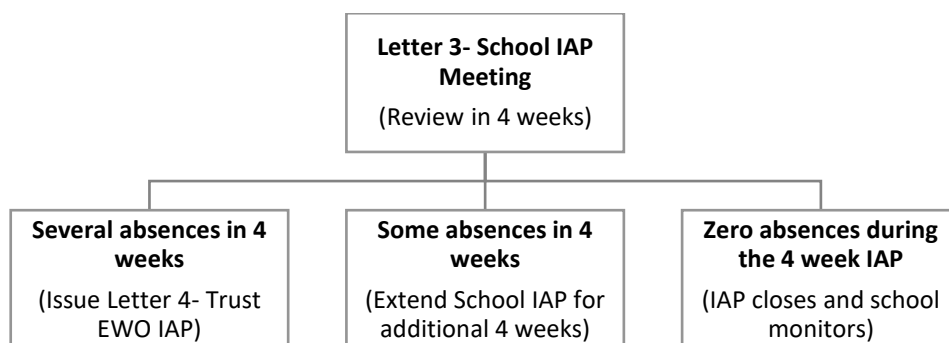 Letter 3- School IAP
Meeting
(Review in 4 weeks)
Several absences in 4
weeks
(Issue Letter 4- Trust
EWO IAP)
Some absences in 4
weeks
(Extend School IAP for
additional 4 weeks)
Zero absences during
the 4 week IAP
(IAP closes and school
monitors)